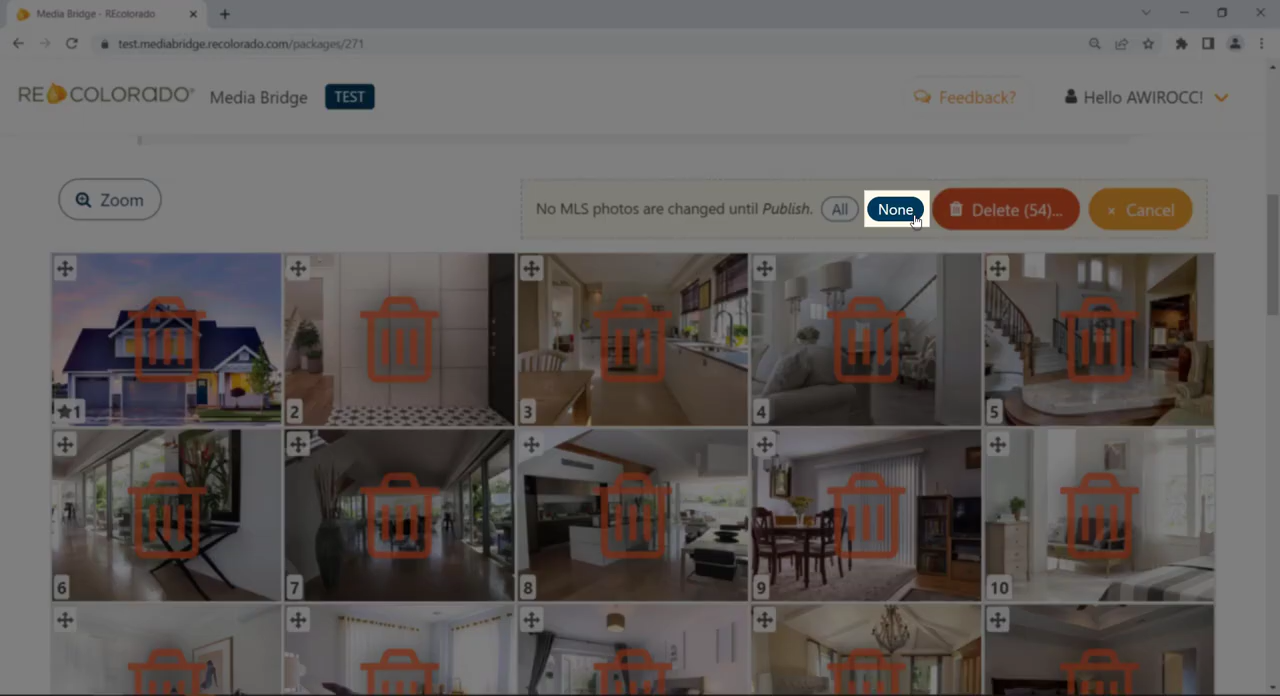 Media Bridge - REcolorado
test.mediabridge.recolorado.com/packages/271
RECOLORADO® Media Bridge TEST Feedback? Hello AWIROCC!
Zoom No MLS photos are changed until Publish. All None Delete (54)... × Cancel
1 2 3 4 5
6 7 8 9 10